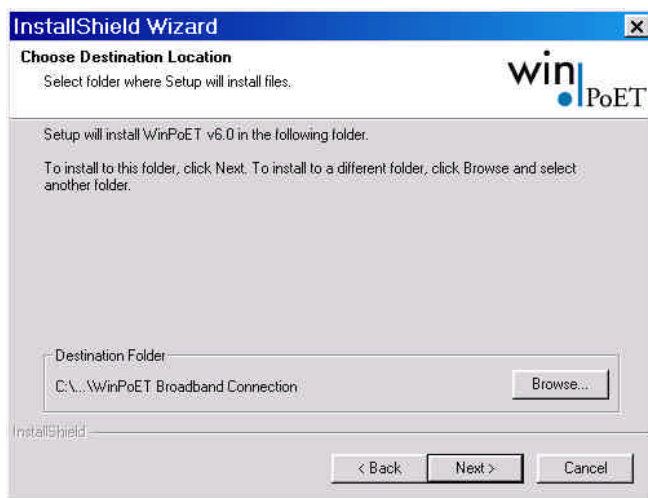 InstallShield Wizard
Choose Destination Location
Select folder where Setup will install files.
win
PoET
Setup will install WinPoET v6.0 in the following folder.
To install to this folder, click Next. To install to a different folder, click Browse and select
another folder.
Destination Folder
C:\...\WinPoET Broadband Connection
Browse...
InstallShield
< Back
Next >
Cancel